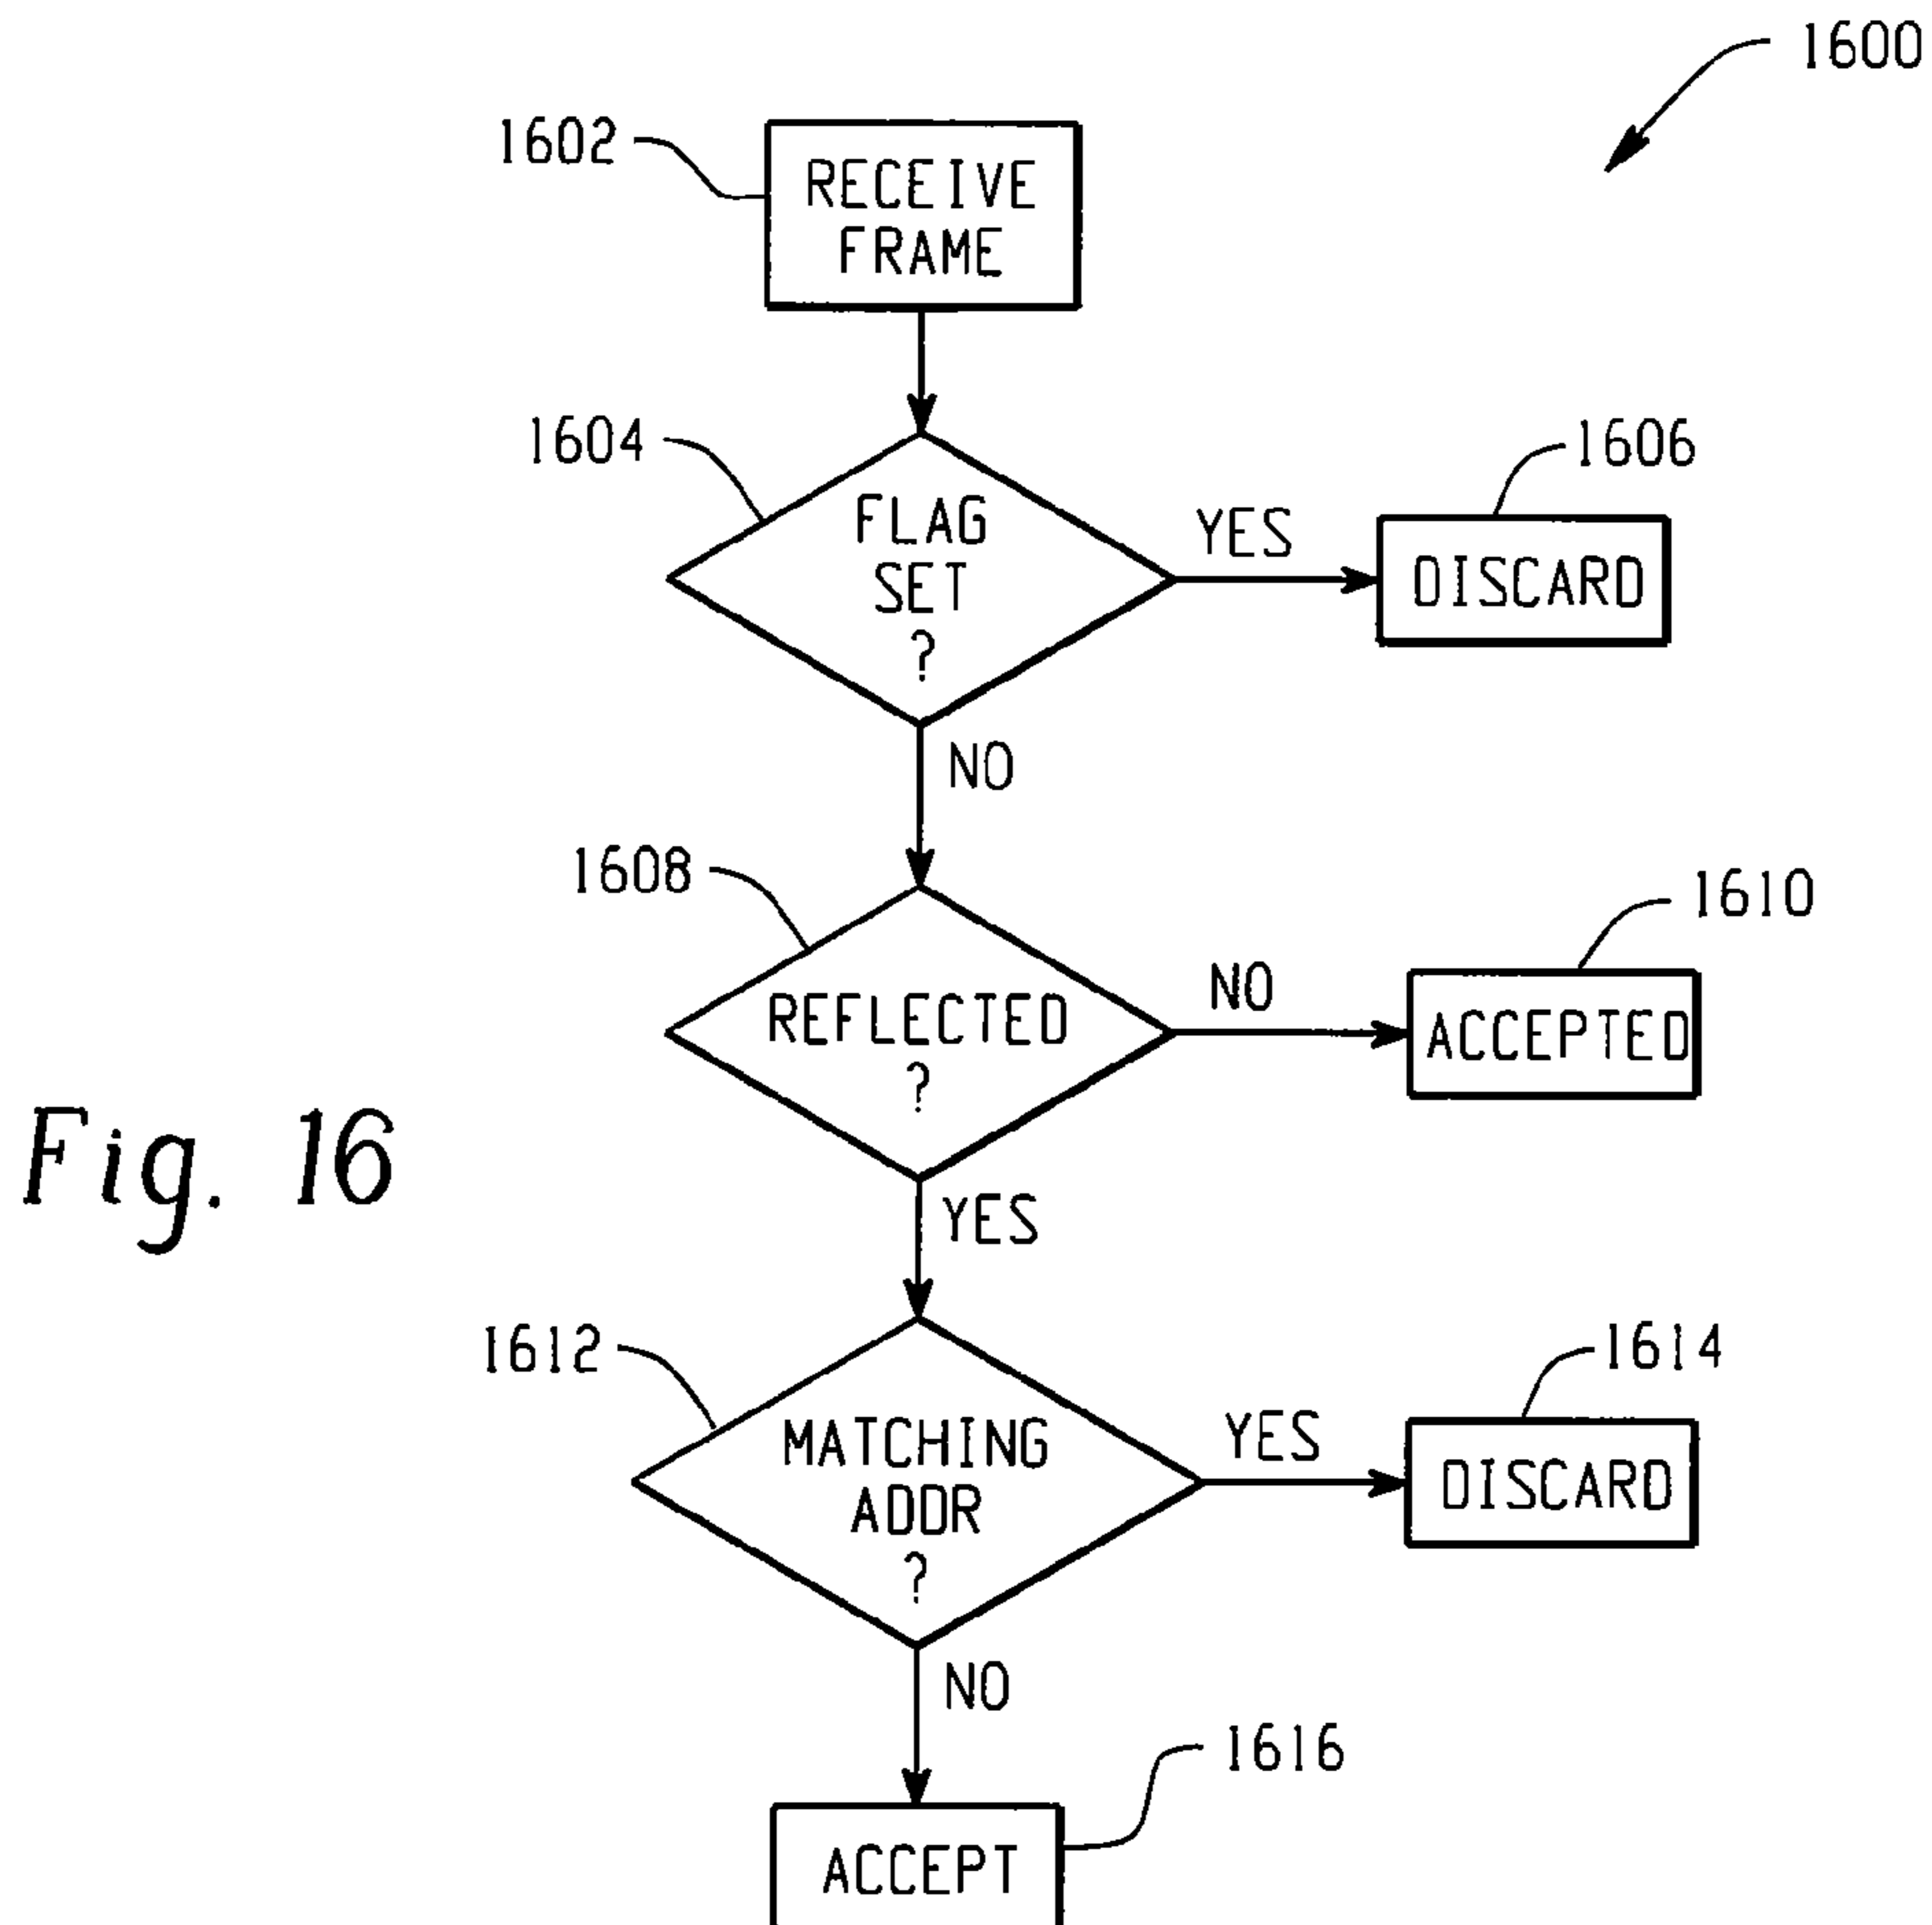 1600
1602
RECEIVE
FRAME
1604
FLAG
SET
?
YES
1606
DISCARD
NO
1608
REFLECTED
?
NO
1610
ACCEPTED
Fig. 16
YES
1612
MATCHING
ADDR
?
YES
1614
DISCARD
NO
1616
ACCEPT